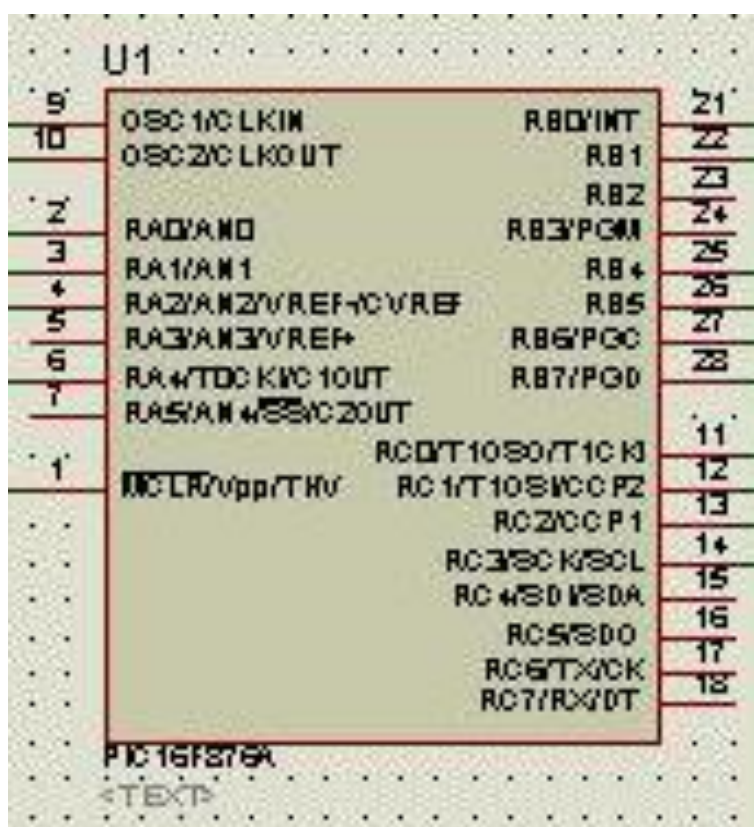 U1
9 OSC1/CLKIN RB0/INT 21
10 OSC2/CLKOUT RB1 22
RB2 23
2 RA0/AN0 RB3/PGM 24
3 RA1/AN1 RB4 25
4 RA2/AN2/VREF-/CVREF RB5 26
5 RA3/AN3/VREF+ RB6/PGC 27
6 RA4/T0CKI/C1OUT RB7/PGD 28
7 RA5/AN4/SS/C2OUT
RC0/T1OSO/T1CKI 11
1 MCLR/Vpp/THV RC1/T1OSI/CCP2 12
RC2/CCP1 13
RC3/SCK/SCL 14
RC4/SDI/SDA 15
RC5/SDO 16
RC6/TX/CK 17
RC7/RX/DT 18
PIC16F876A
<TEXT>